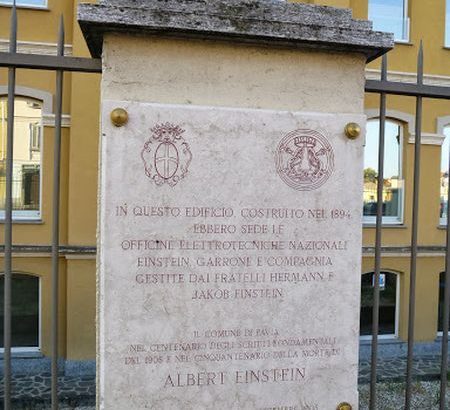 IN QUESTO EDIFICIO, COSTRUITO NEL 1894,
EBBERO SEDE LE
OFFICINE ELETTROTECNICHE NAZIONALI
EINSTEIN, GARRONE E COMPAGNIA
GESTITE DAI FRATELLI HERMANN E
JAKOB EINSTEIN
IL COMUNE DI PAVIA
NEL CENTENARIO DEGLI SCRITTI FONDAMENTALI
DEL 1905 E NEL CINQUANTENARIO DELLA MORTE DI
ALBERT EINSTEIN